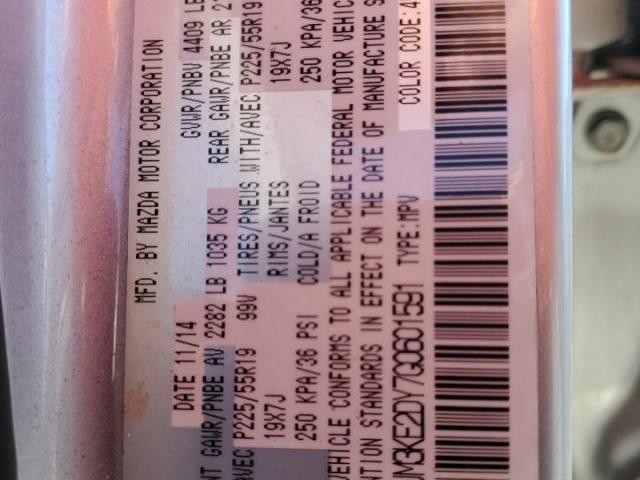 MFD. BY MAZDA MOTOR CORPORATION
DATE 11/14 GVWR/PNBV 4409 LB
NT GAWR/PNBE AV 2282 LB 1035 KG REAR GAWR/PNBE AR
AVEC P225/55R19 99V TIRES/PNEUS WITH/AVEC P225/55R19
19X7J RIMS/JANTES 19X7J
250 KPA/36 PSI COLD/A FROID 250 KPA/36
VEHICLE CONFORMS TO ALL APPLICABLE FEDERAL MOTOR VEHIC
NTION STANDARDS IN EFFECT ON THE DATE OF MANUFACTURE S
JM3KE2DY7G0601591 TYPE:MPV COLOR CODE:4